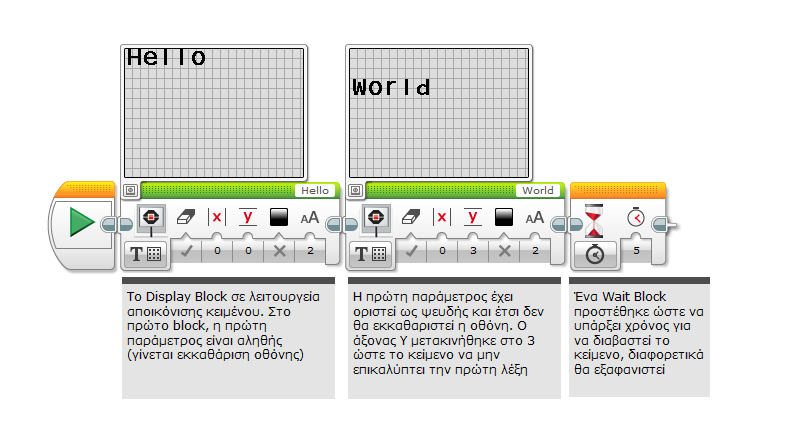 Hello
World
Hello
World
x y AA
x y AA
T 0 0 2
T 0 3 2
5
Το Display Block σε λειτουργεία
αποικόνισης κειμένου. Στο
πρώτο block, η πρώτη
παράμετρος είναι αληθής
(γίνεται εκκαθάριση οθόνης)
Η πρώτη παράμετρος έχει
οριστεί ως ψευδής και έτσι δεν
θα εκκαθαριστεί η οθόνη. Ο
άξονας Υ μετακινήθηκε στο 3
ώστε το κείμενο να μην
επικαλύπτει την πρώτη λέξη
Ένα Wait Block
προστέθηκε ώστε να
υπάρξει χρόνος για
να διαβαστεί το
κείμενο, διαφορετικά
θα εξαφανιστεί